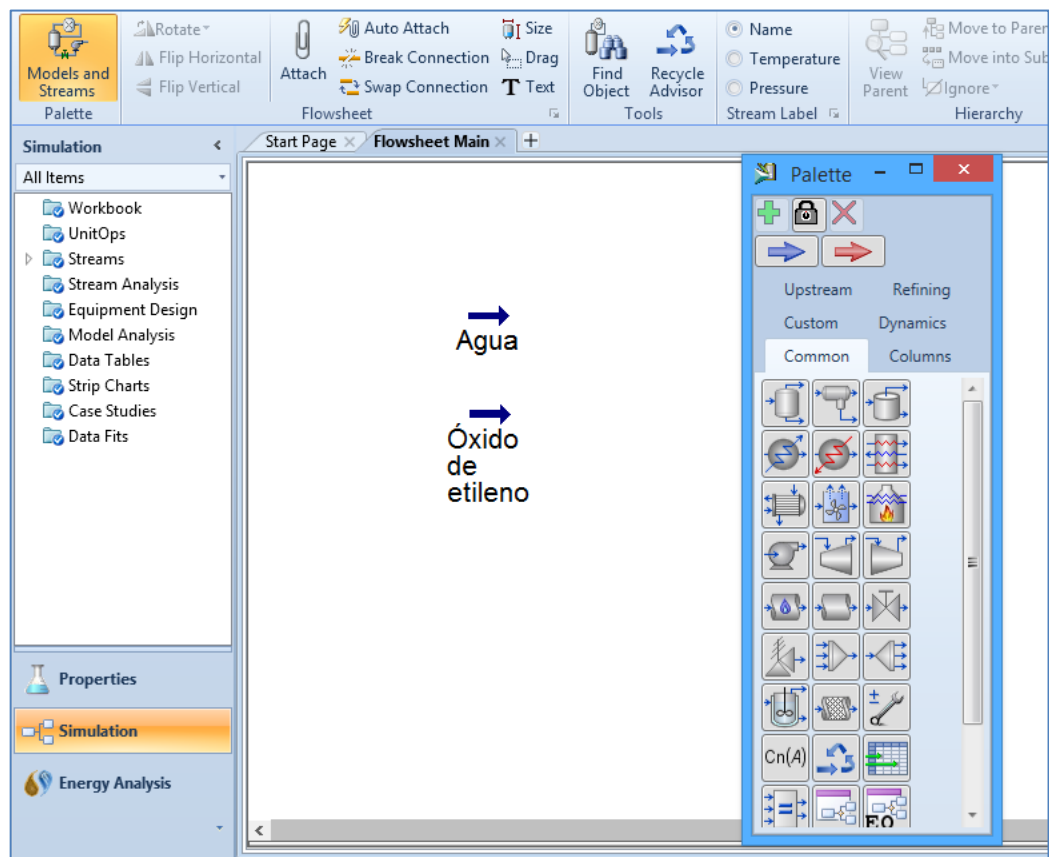 Models and
Streams
Palette
Rotate
Flip Horizontal
Flip Vertical
Attach
Auto Attach
Break Connection
Swap Connection
Size
Drag
Text
Flowsheet
Find
Object
Recycle
Advisor
Tools
Name
Temperature
Pressure
Stream Label
View
Parent
Move to Paren
Move into Sub
Ignore
Hierarchy
Simulation
All Items
Workbook
UnitOps
Streams
Stream Analysis
Equipment Design
Model Analysis
Data Tables
Strip Charts
Case Studies
Data Fits
Properties
Simulation
Energy Analysis
Start Page
Flowsheet Main
Agua
Óxido
de
etileno
Palette
Upstream Refining
Custom Dynamics
Common Columns
Cn(A)
EO